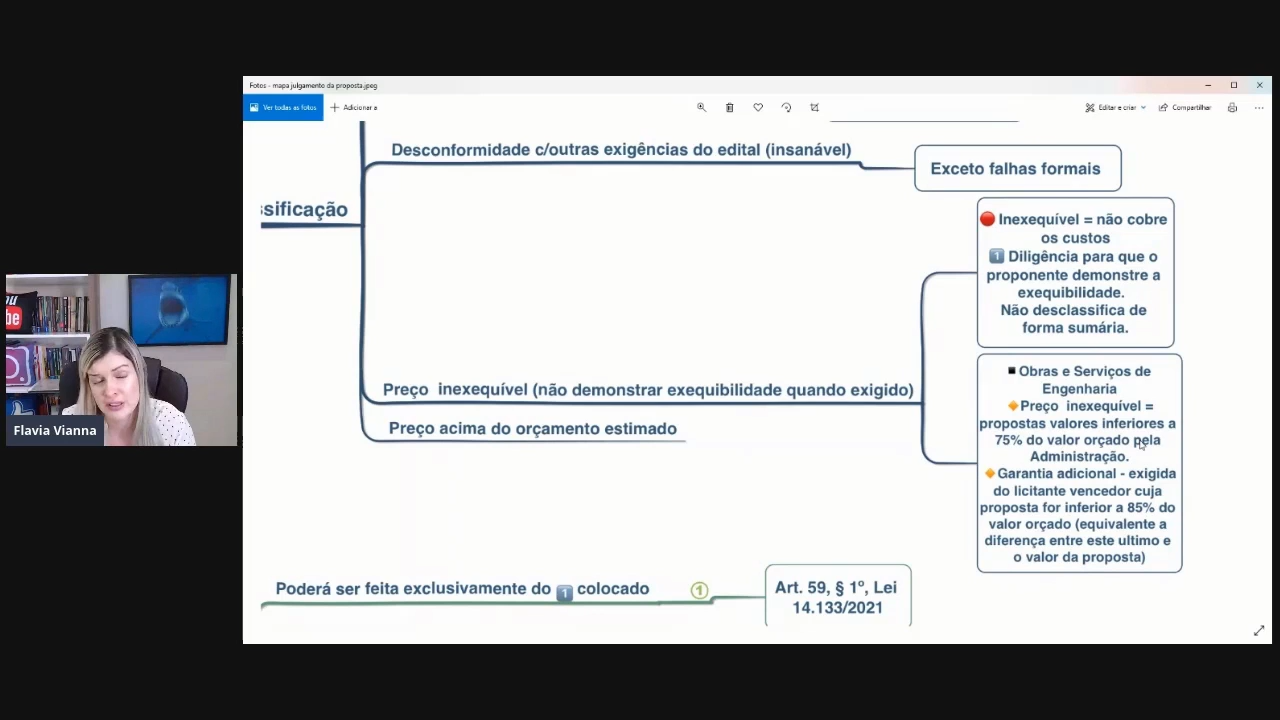 Fotos - mapa julgamento da proposta.jpeg
Ver todas as fotos
Adicionar a
Editar e criar
Compartilhar
Desconformidade c/outras exigências do edital (insanável)
Exceto falhas formais
ssificação
Inexequível = não cobre
os custos
1 Diligência para que o
proponente demonstre a
exequibilidade.
Não desclassifica de
forma sumária.
Preço inexequível (não demonstrar exequibilidade quando exigido)
Preço acima do orçamento estimado
Obras e Serviços de
Engenharia
Preço inexequível =
propostas valores inferiores a
75% do valor orçado pela
Administração.
Garantia adicional - exigida
do licitante vencedor cuja
proposta for inferior a 85% do
valor orçado (equivalente a
diferença entre este ultimo e
o valor da proposta)
Poderá ser feita exclusivamente do 1 colocado
1
Art. 59, § 1º, Lei
14.133/2021
ou
be
Flavia Vianna